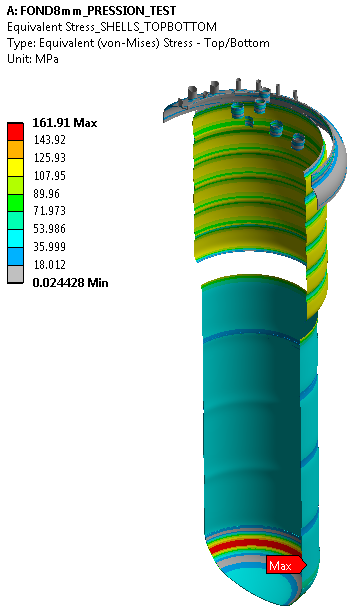 A: FOND8mm_PRESSION_TEST
Equivalent Stress_SHELLS_TOPBOTTOM
Type: Equivalent (von-Mises) Stress - Top/Bottom
Unit: MPa
161.91 Max
143.92
125.93
107.95
89.96
71.973
53.986
35.999
18.012
0.024428 Min
Max